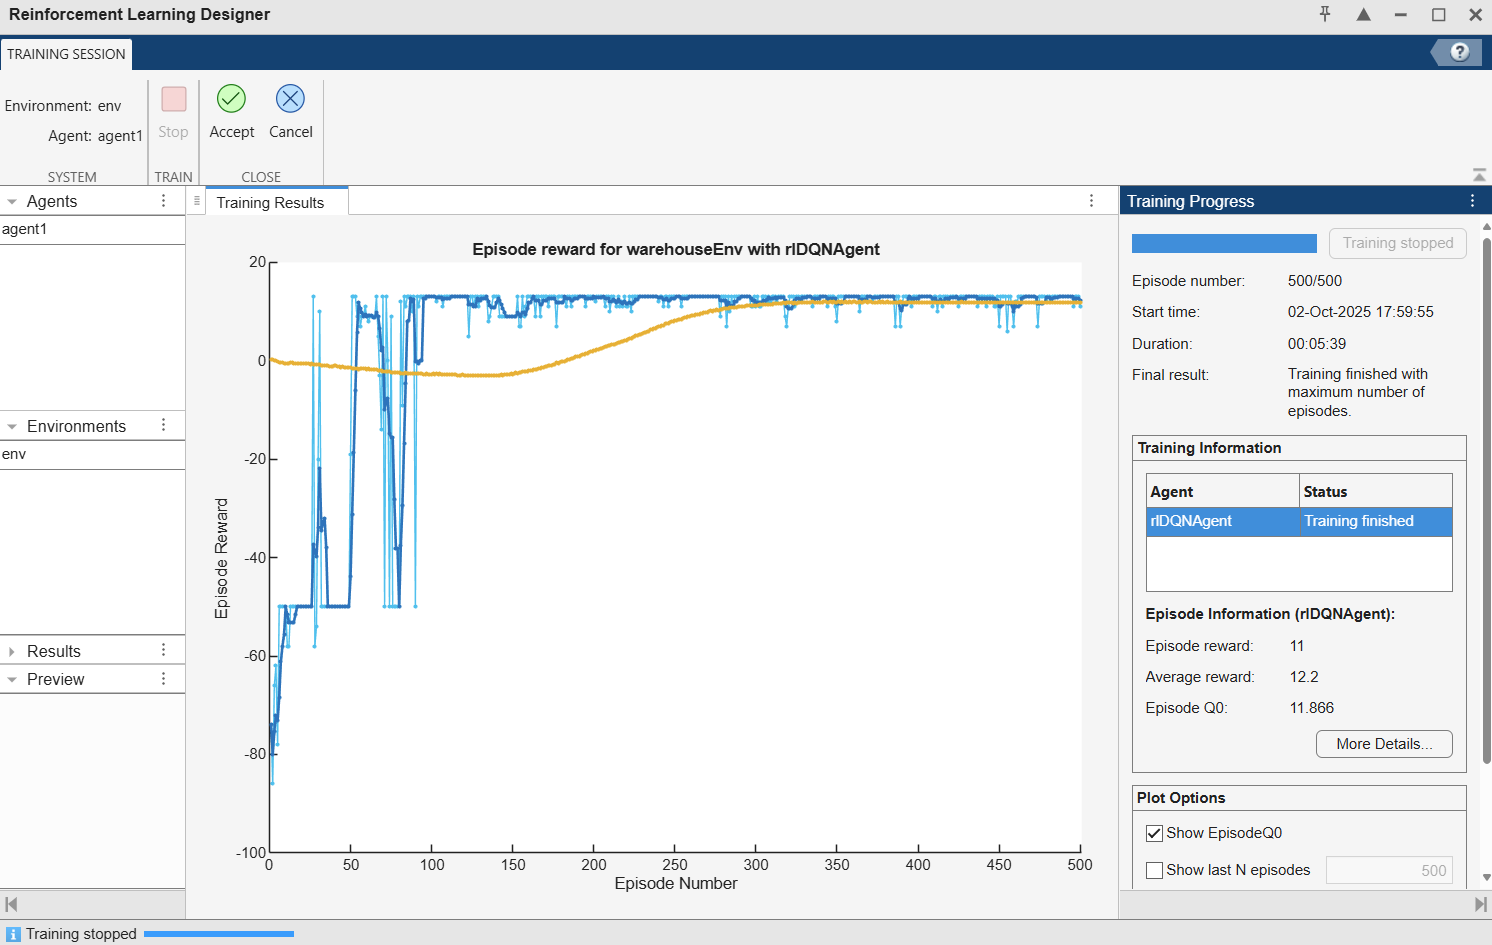 Reinforcement Learning Designer
TRAINING SESSION
?
Environment: env
Agent: agent1
Stop
Accept
Cancel
SYSTEM
TRAIN
CLOSE
Agents
agent1
Environments
env
Results
Preview
Training Results
Episode reward for warehouseEnv with rlDQNAgent
20
0
-20
-40
-60
-80
-100
Episode Reward
0 50 100 150 200 250 300 350 400 450 500
Episode Number
Training Progress
Training stopped
Episode number: 500/500
Start time: 02-Oct-2025 17:59:55
Duration: 00:05:39
Final result: Training finished with
maximum number of
episodes.
Training Information
Agent Status
rlDQNAgent Training finished
Episode Information (rlDQNAgent):
Episode reward: 11
Average reward: 12.2
Episode Q0: 11.866
More Details...
Plot Options
Show EpisodeQ0
Show last N episodes 500
Training stopped